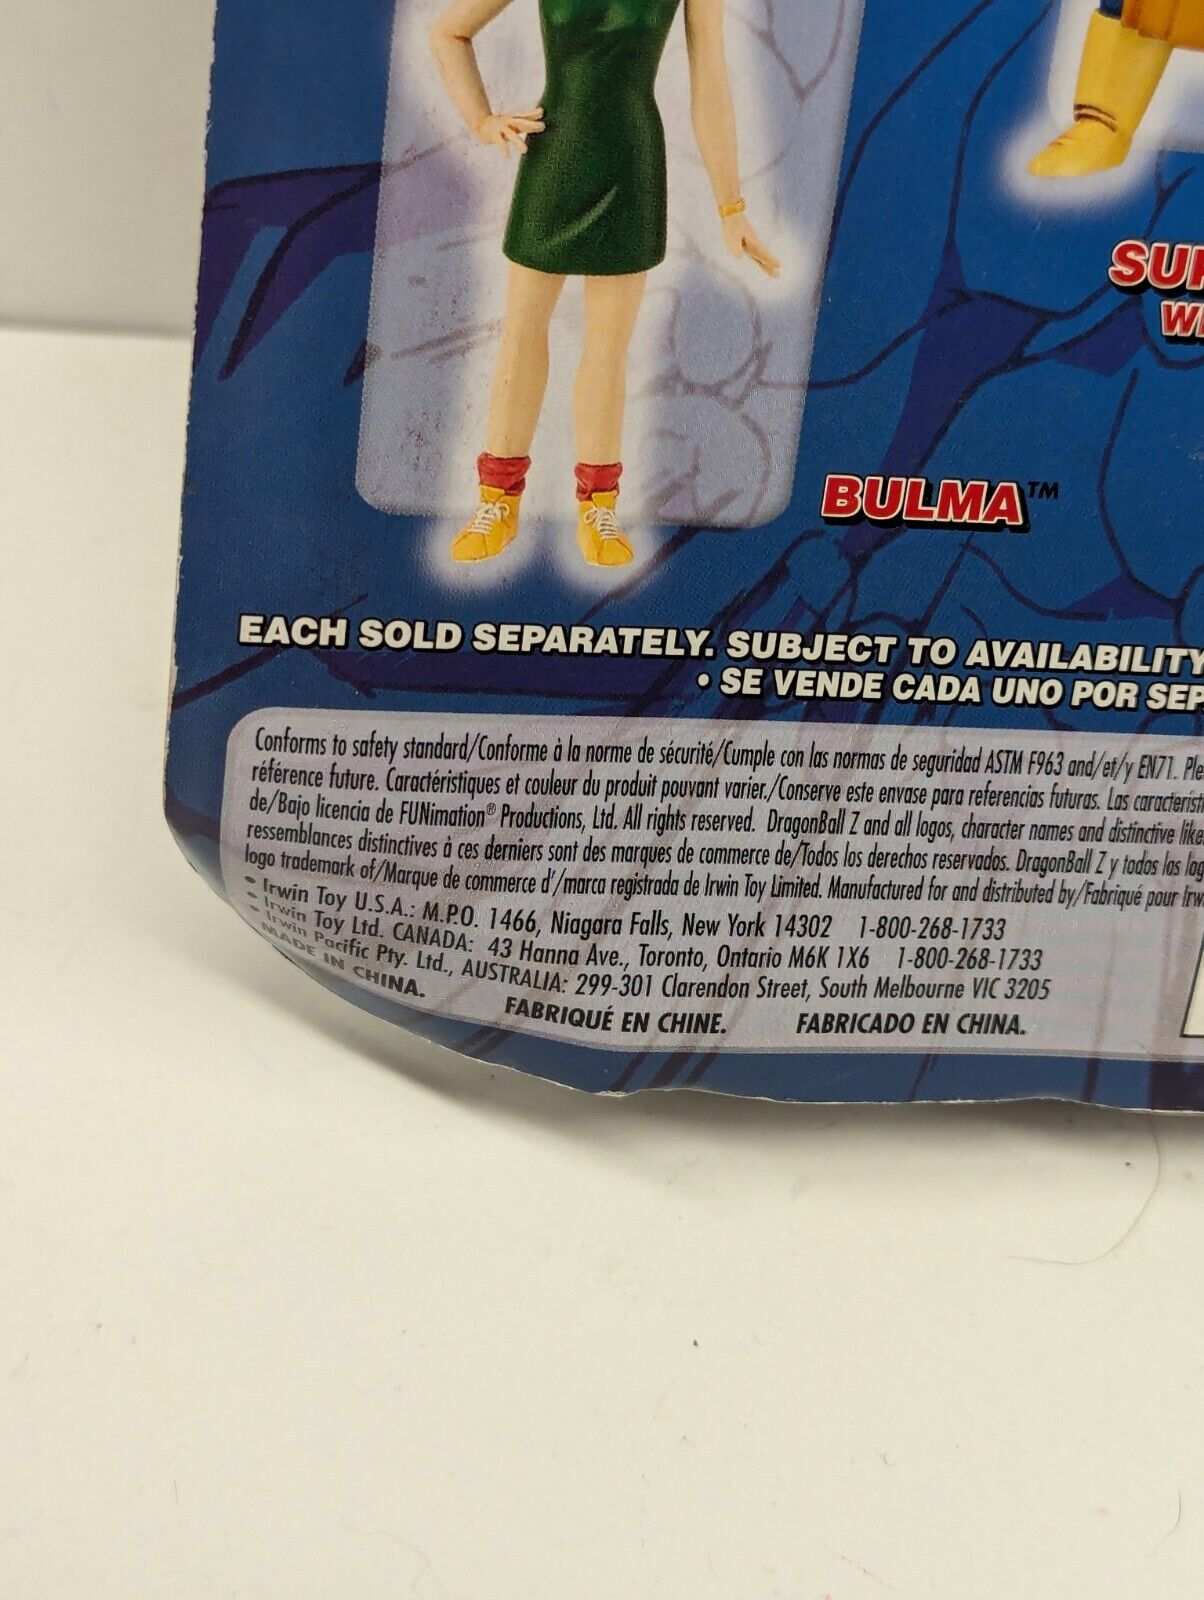 SU
W
BULMA™
EACH SOLD SEPARATELY. SUBJECT TO AVAILABILITY
• SE VENDE CADA UNO POR SEP
Conforms to safety standard/Conforme à la norme de sécurité/Cumple con las normas de seguridad ASTM F963 and/et/y EN71. Ple
référence future. Caractéristiques et couleur du produit pouvant varier./Conserve este envase para referencias futuras. Las característ
de/Bajo licencia de FUNimation® Productions, Ltd. All rights reserved. DragonBall Z and all logos, character names and distinctive like
ressemblances distinctives à ces derniers sont des marques de commerce de/Todos los derechos reservados. DragonBall Z y todos los log
logo trademark of/Marque de commerce d'/marca registrada de Irwin Toy Limited. Manufactured for and distributed by/Fabriqué pour Irw
• Irwin Toy U.S.A.: M.P.O. 1466, Niagara Falls, New York 14302 1-800-268-1733
• Irwin Toy Ltd. CANADA: 43 Hanna Ave., Toronto, Ontario M6K 1X6 1-800-268-1733
• Irwin Pacific Pty. Ltd., AUSTRALIA: 299-301 Clarendon Street, South Melbourne VIC 3205
MADE IN CHINA. FABRIQUÉ EN CHINE. FABRICADO EN CHINA.